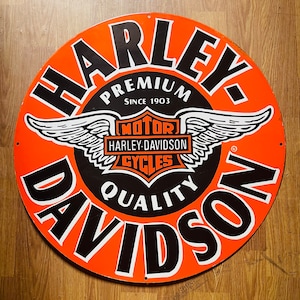 HARLEY-
PREMIUM
SINCE 1903
MOTOR
HARLEY-DAVIDSON
CYCLES
®
QUALITY
DAVIDSON